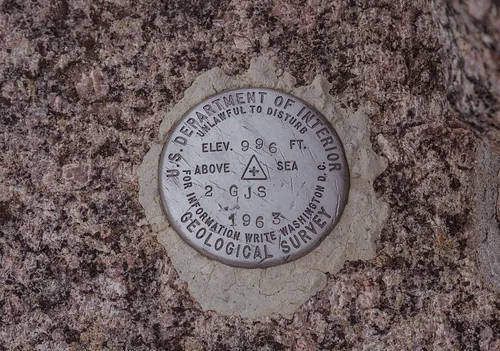 U.S. DEPARTMENT OF INTERIOR
UNLAWFUL TO DISTURB
ELEV. 996 FT.
ABOVE SEA
2 GJS
1963
FOR INFORMATION WRITE WASHINGTON D.C.
GEOLOGICAL SURVEY